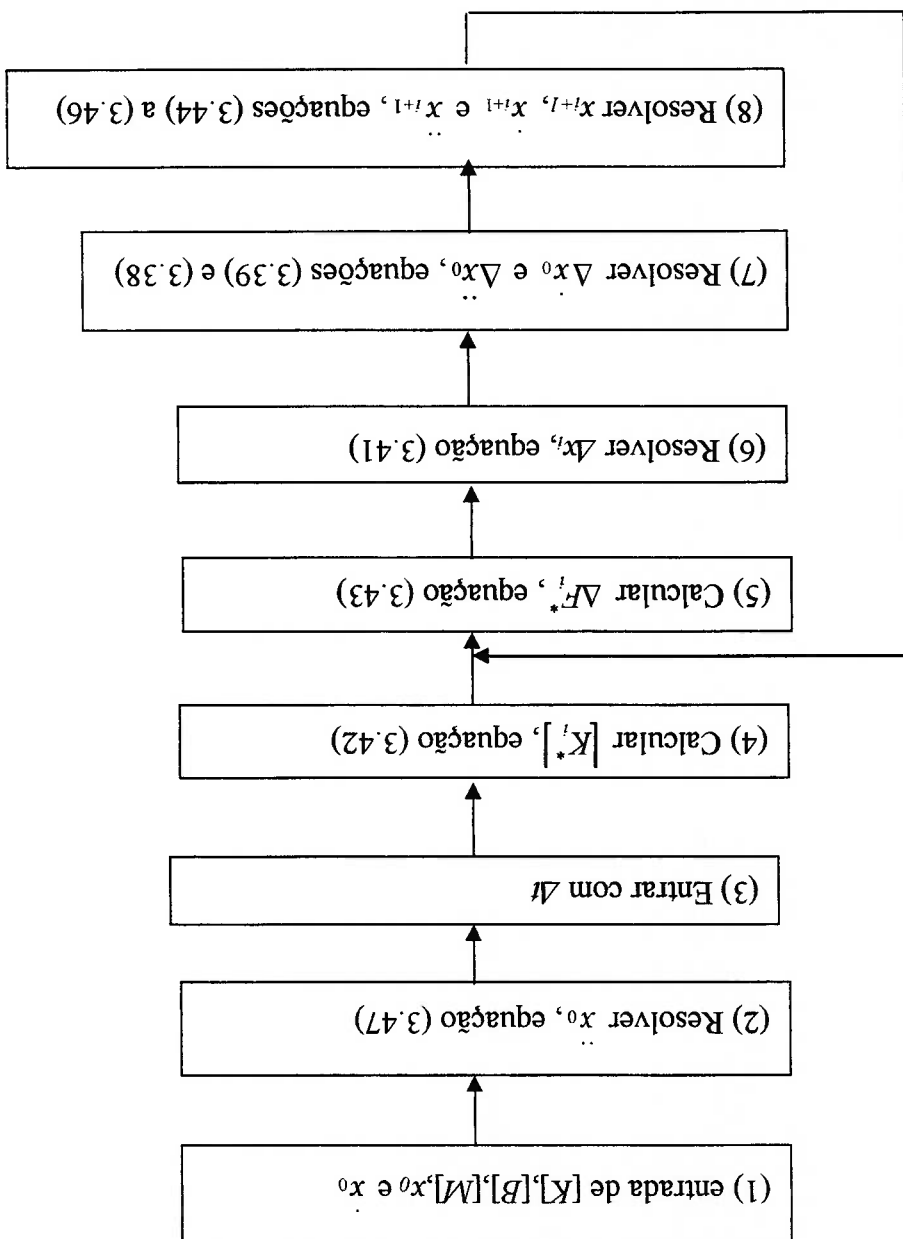 (1) entrada de [K],[B],[M],x₀ e ẋ₀
(2) Resolver ẍ₀, equação (3.47)
(3) Entrar com Δt
(4) Calcular [Kᵢ*], equação (3.42)
(5) Calcular ΔFᵢ*, equação (3.43)
(6) Resolver Δxᵢ, equação (3.41)
(7) Resolver Δẋ₀ e Δẍ₀, equações (3.39) e (3.38)
(8) Resolver xᵢ₊₁, ẋᵢ₊₁ e ẍᵢ₊₁, equações (3.44) a (3.46)